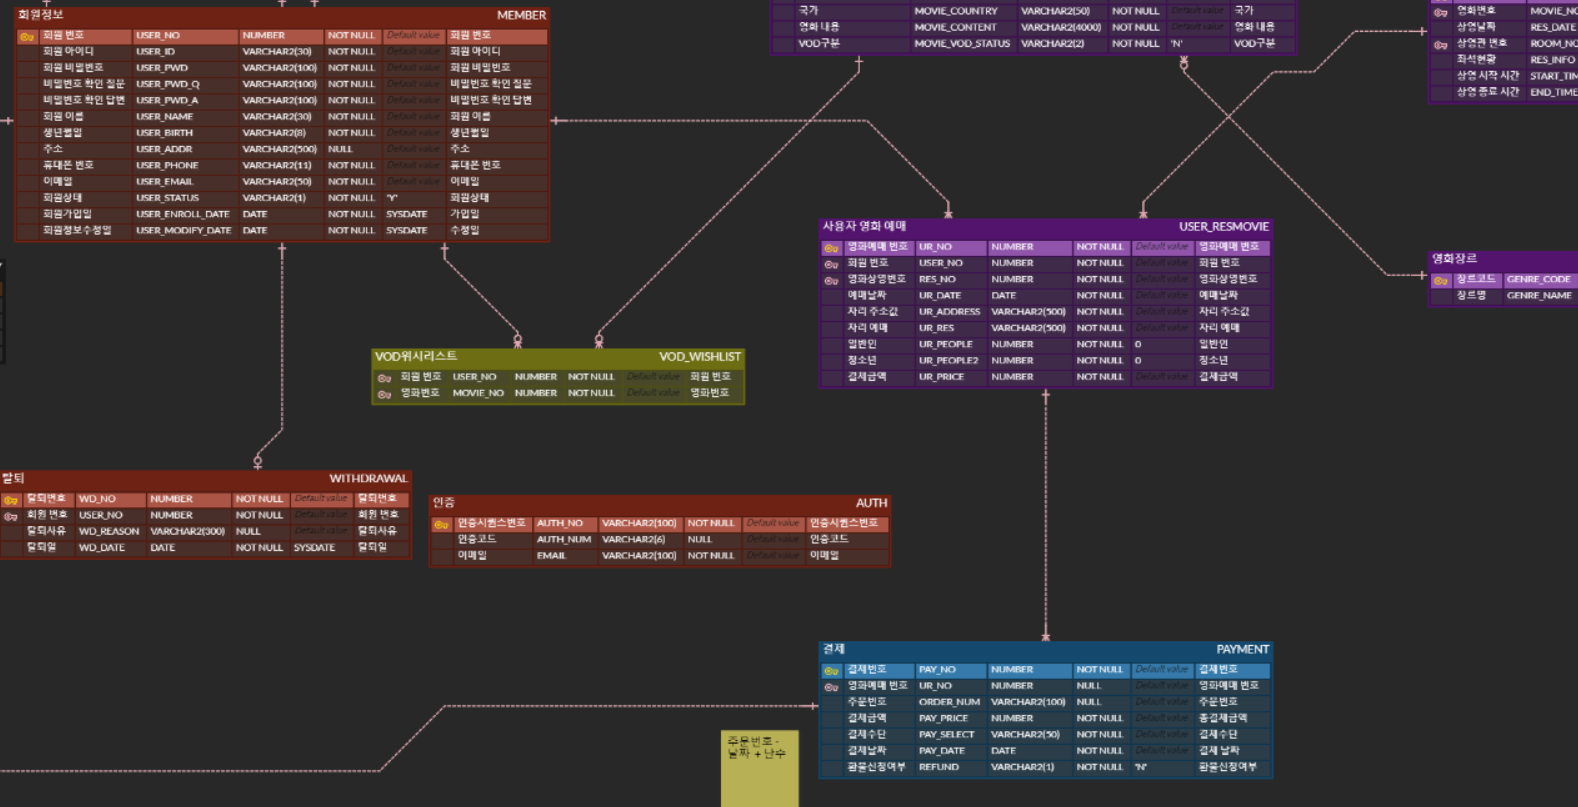 회원정보 MEMBER
회원 번호 USER_NO NUMBER NOT NULL Default value 회원 번호
회원 아이디 USER_ID VARCHAR2(30) NOT NULL Default value 회원 아이디
회원 비밀번호 USER_PWD VARCHAR2(100) NOT NULL Default value 회원 비밀번호
비밀번호 확인 질문 USER_PWD_Q VARCHAR2(100) NOT NULL Default value 비밀번호 확인 질문
비밀번호 확인 답변 USER_PWD_A VARCHAR2(100) NOT NULL Default value 비밀번호 확인 답변
회원 이름 USER_NAME VARCHAR2(30) NOT NULL Default value 회원 이름
생년월일 USER_BIRTH VARCHAR2(8) NOT NULL Default value 생년월일
주소 USER_ADDR VARCHAR2(500) NULL Default value 주소
휴대폰 번호 USER_PHONE VARCHAR2(11) NOT NULL Default value 휴대폰 번호
이메일 USER_EMAIL VARCHAR2(50) NOT NULL Default value 이메일
회원상태 USER_STATUS VARCHAR2(1) NOT NULL 'Y' 회원상태
회원가입일 USER_ENROLL_DATE DATE NOT NULL SYSDATE 가입일
회원정보수정일 USER_MODIFY_DATE DATE NOT NULL SYSDATE 수정일
국가 MOVIE_COUNTRY VARCHAR2(50) NOT NULL Default value 국가
영화 내용 MOVIE_CONTENT VARCHAR2(4000) NOT NULL Default value 영화 내용
VOD구분 MOVIE_VOD_STATUS VARCHAR2(2) NOT NULL 'N' VOD구분
영화번호 MOVIE_NO
상영날짜 RES_DATE
상영관 번호 ROOM_NO
좌석현황 RES_INFO
상영 시작 시간 START_TIM
상영 종료 시간 END_TIME
사용자 영화 예매 USER_RESMOVIE
영화예매 번호 UR_NO NUMBER NOT NULL Default value 영화예매 번호
회원 번호 USER_NO NUMBER NOT NULL Default value 회원 번호
영화상영번호 RES_NO NUMBER NOT NULL Default value 영화상영번호
예매날짜 UR_DATE DATE NOT NULL Default value 예매날짜
자리 주소값 UR_ADDRESS VARCHAR2(500) NOT NULL Default value 자리 주소값
자리 예매 UR_RES VARCHAR2(500) NOT NULL Default value 자리 예매
일반인 UR_PEOPLE NUMBER NOT NULL 0 일반인
청소년 UR_PEOPLE2 NUMBER NOT NULL 0 청소년
결제금액 UR_PRICE NUMBER NOT NULL Default value 결제금액
영화장르
장르코드 GENRE_CODE
장르명 GENRE_NAME
VOD위시리스트 VOD_WISHLIST
회원 번호 USER_NO NUMBER NOT NULL Default value 회원 번호
영화번호 MOVIE_NO NUMBER NOT NULL Default value 영화번호
탈퇴 WITHDRAWAL
탈퇴번호 WD_NO NUMBER NOT NULL Default value 탈퇴번호
회원 번호 USER_NO NUMBER NOT NULL Default value 회원 번호
탈퇴사유 WD_REASON VARCHAR2(300) NULL Default value 탈퇴사유
탈퇴일 WD_DATE DATE NOT NULL SYSDATE 탈퇴일
인증 AUTH
인증시퀀스번호 AUTH_NO VARCHAR2(100) NOT NULL Default value 인증시퀀스번호
인증코드 AUTH_NUM VARCHAR2(6) NULL Default value 인증코드
이메일 EMAIL VARCHAR2(100) NOT NULL Default value 이메일
결제 PAYMENT
결제번호 PAY_NO NUMBER NOT NULL Default value 결제번호
영화예매 번호 UR_NO NUMBER NULL Default value 영화예매 번호
주문번호 ORDER_NUM VARCHAR2(100) NULL Default value 주문번호
결제금액 PAY_PRICE NUMBER NOT NULL Default value 총결제금액
결제수단 PAY_SELECT VARCHAR2(50) NOT NULL Default value 결제수단
결제날짜 PAY_DATE DATE NOT NULL Default value 결제 날짜
환불신청여부 REFUND VARCHAR2(1) NOT NULL 'N' 환불신청여부
주문번호 -
날짜 + 난수